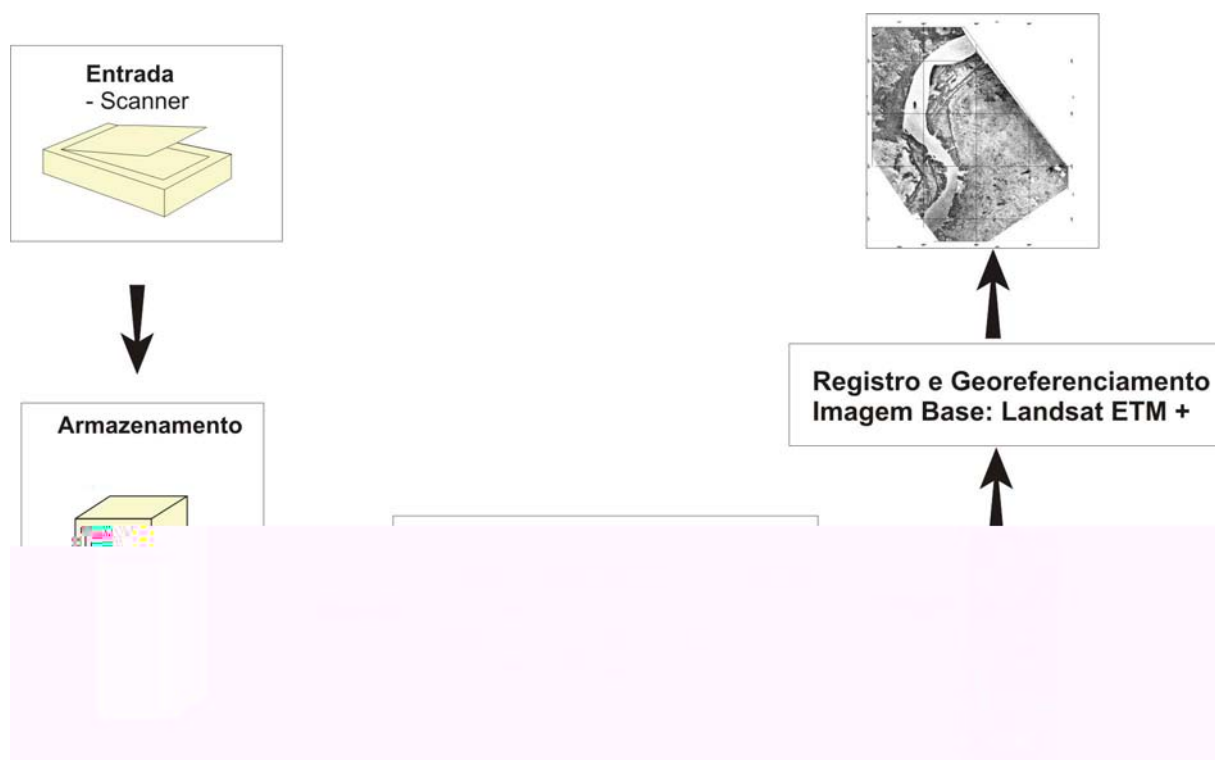 Entrada
- Scanner
Armazenamento
Registro e Georeferenciamento
Imagem Base: Landsat ETM +